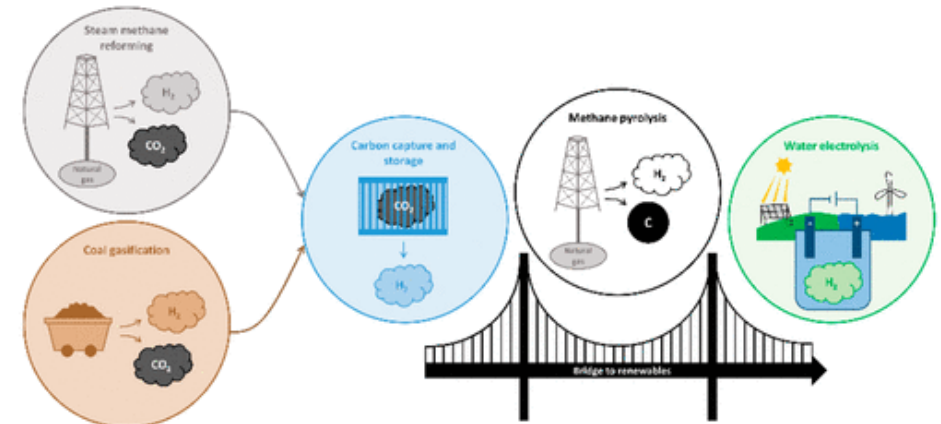 Steam methane
reforming
H₂
CO₂
Natural
gas
Coal gasification
H₂
CO₂
Carbon capture and
storage
CO₂
H₂
Methane pyrolysis
H₂
C
Natural
gas
Water electrolysis
H₂
Bridge to renewables